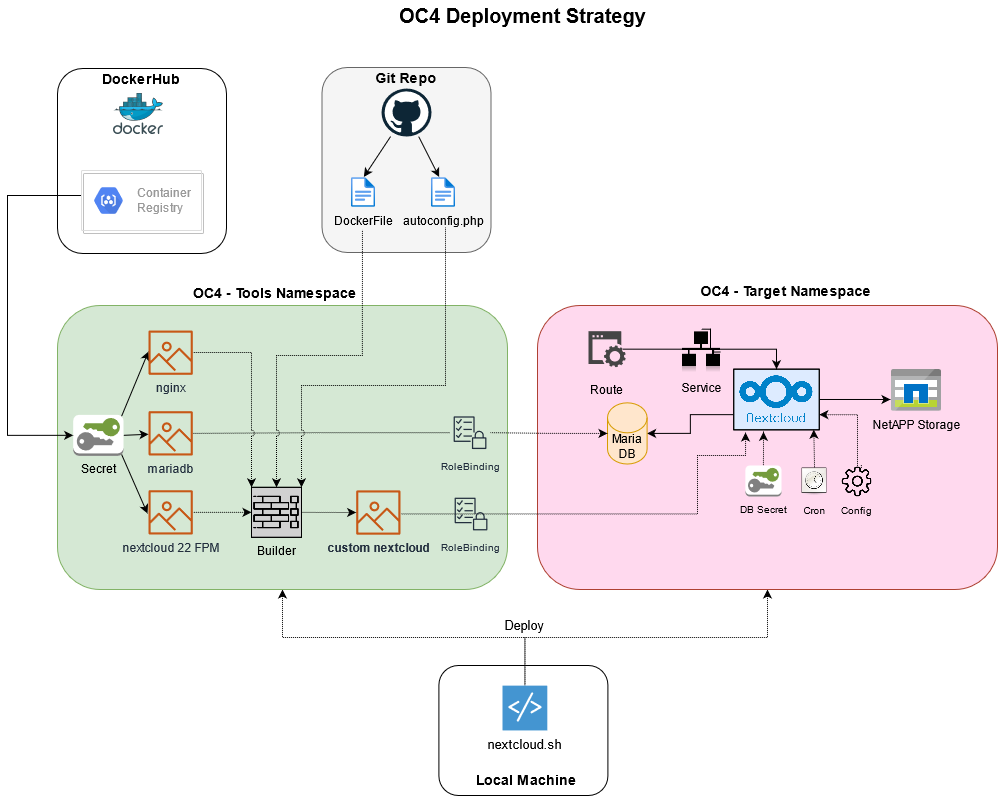 OC4 Deployment Strategy
DockerHub
docker
Container
Registry
Git Repo
DockerFile
autoconfig.php
OC4 - Tools Namespace
nginx
Secret
mariadb
nextcloud 22 FPM
Builder
custom nextcloud
RoleBinding
RoleBinding
OC4 - Target Namespace
Route
Service
Nextcloud
NetAPP Storage
Maria
DB
DB Secret
Cron
Config
Deploy
</>
nextcloud.sh
Local Machine